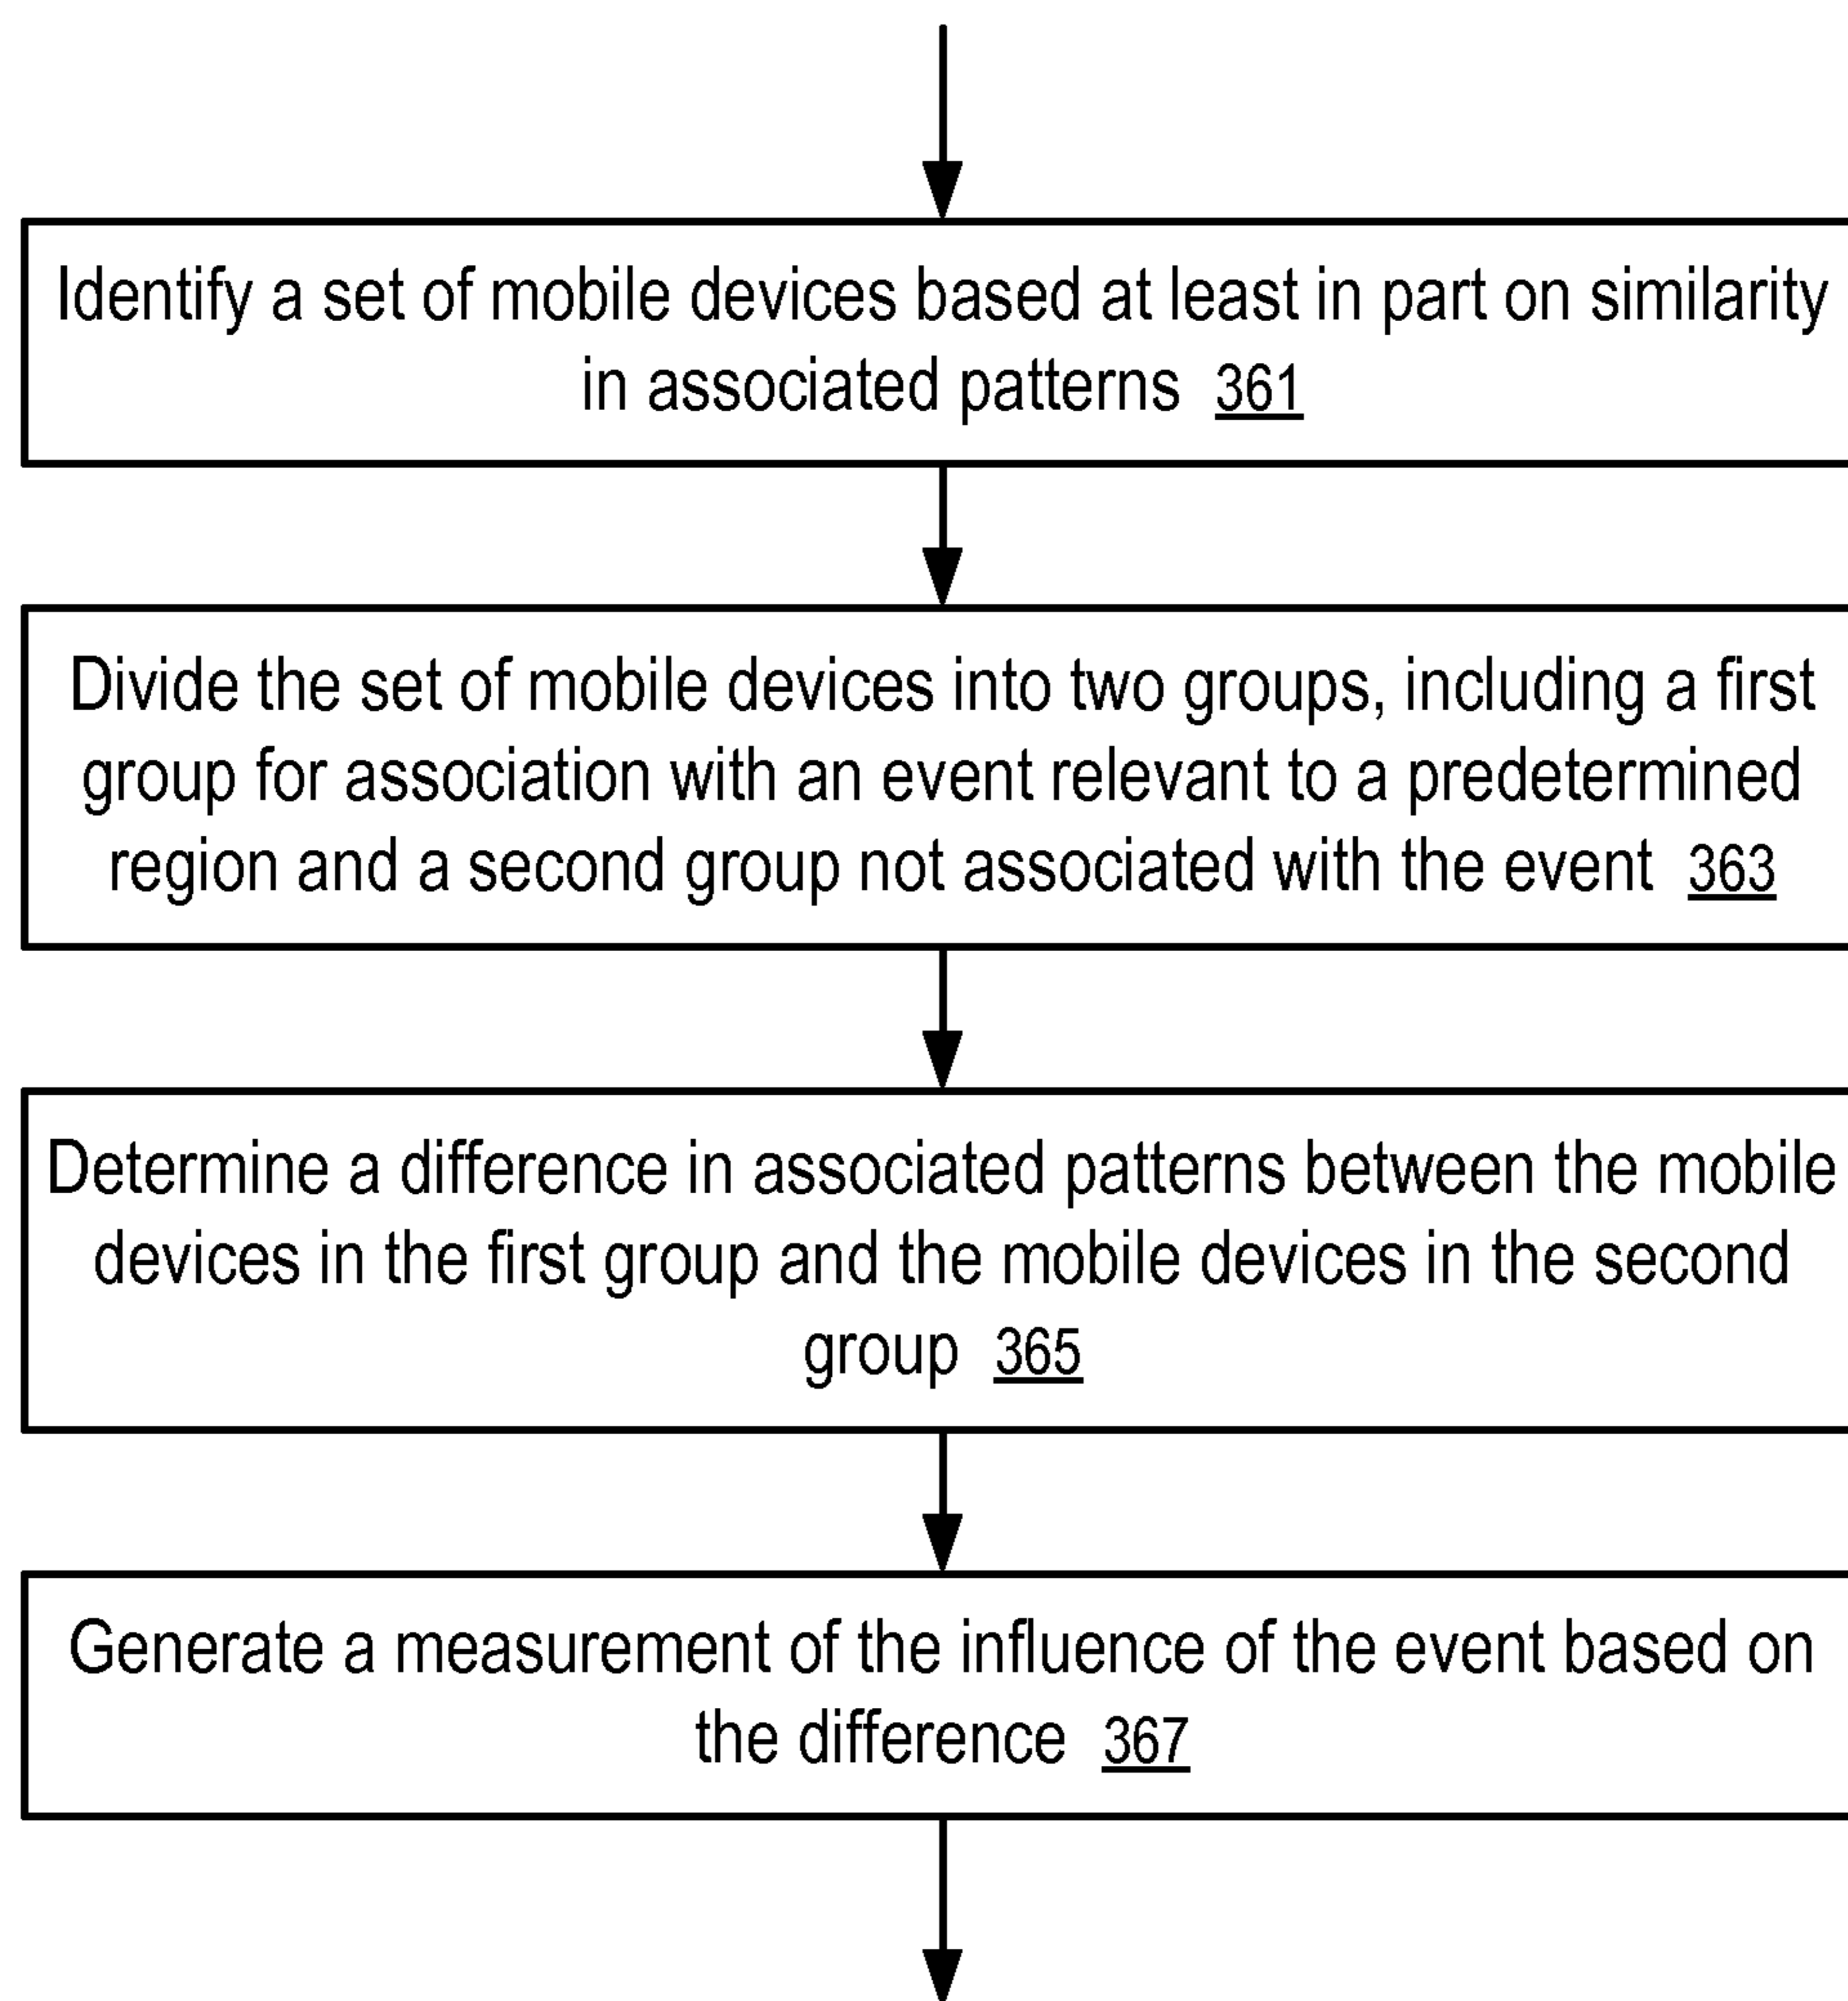 Identify a set of mobile devices based at least in part on similarity
in associated patterns 361
Divide the set of mobile devices into two groups, including a first
group for association with an event relevant to a predetermined
region and a second group not associated with the event 363
Determine a difference in associated patterns between the mobile
devices in the first group and the mobile devices in the second
group 365
Generate a measurement of the influence of the event based on
the difference 367